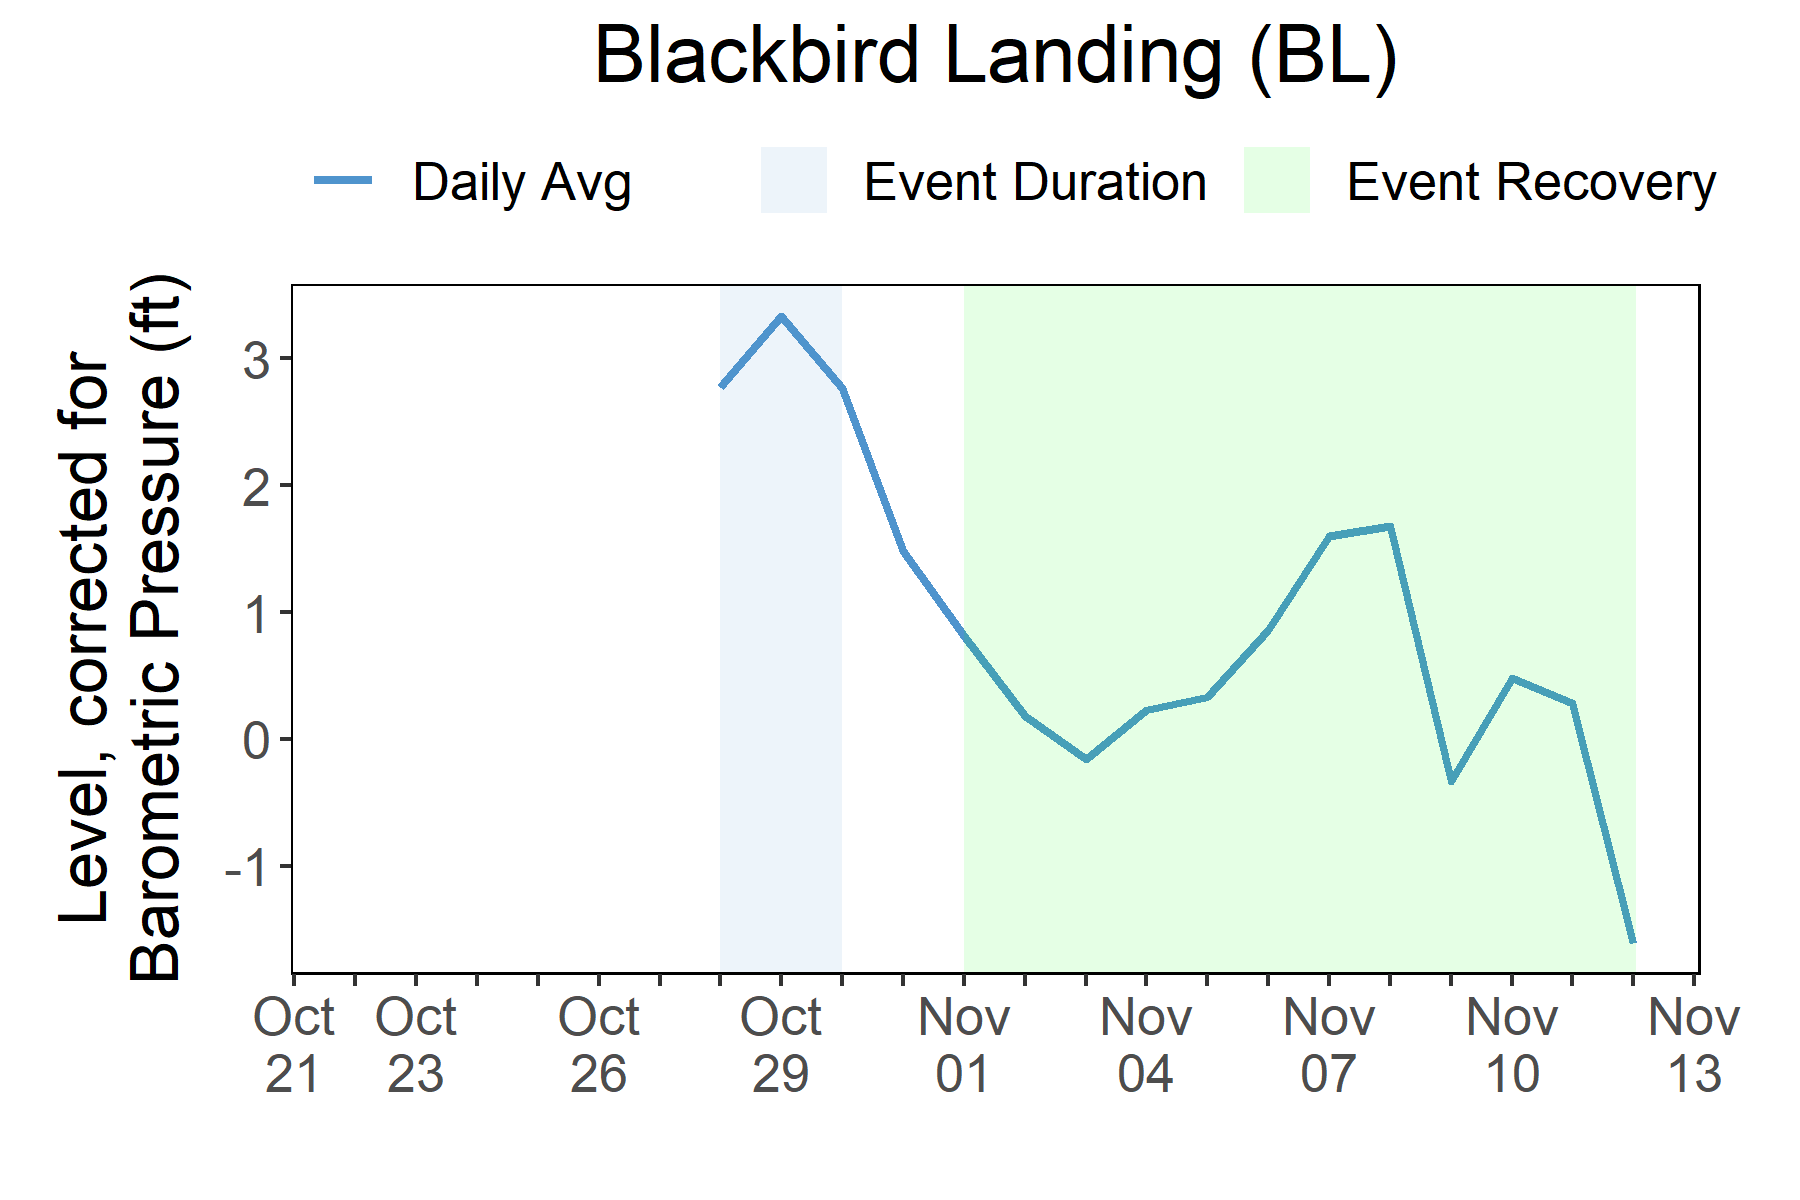 Blackbird Landing (BL)
Daily Avg
Event Duration
Event Recovery
Level, corrected for
Barometric Pressure (ft)
3
2
1
0
-1
Oct Oct Oct Oct Nov Nov Nov Nov Nov
21 23 26 29 01 04 07 10 13